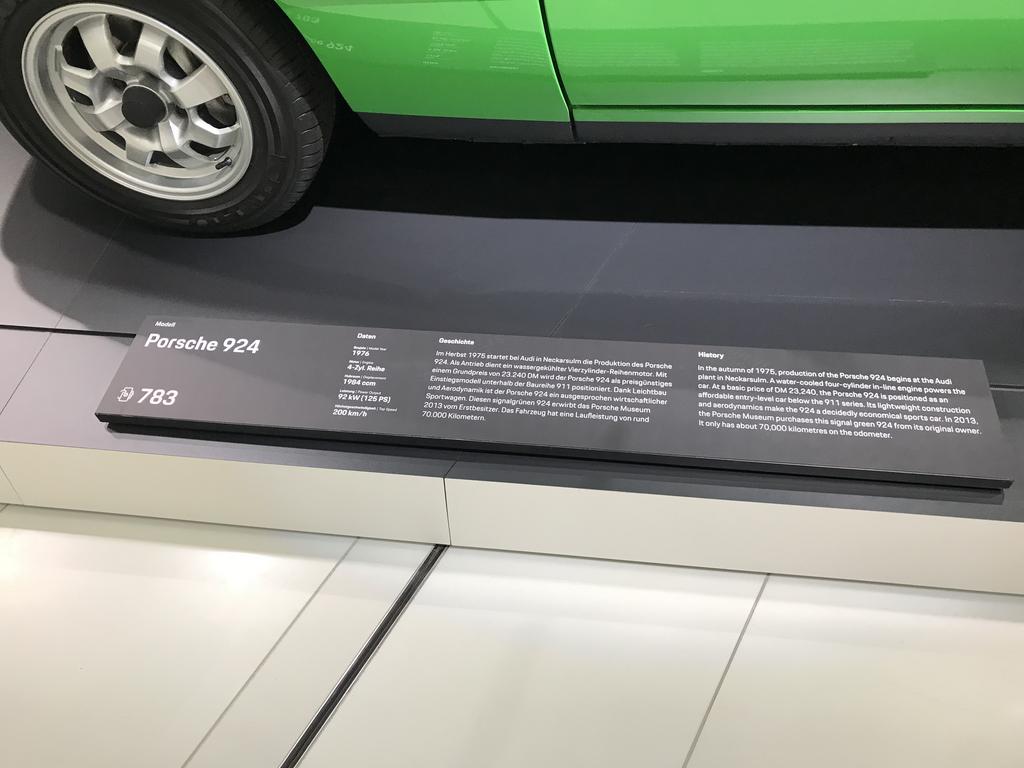 Modell
Porsche 924
783
Daten
Baujahr | Model Year
1976
Motor | Engine
4-Zyl. Reihe
Hubraum | Displacement
1984 ccm
92 kW (125 PS)
Höchstgeschwindigkeit | Top Speed
200 km/h
Geschichte
Im Herbst 1975 startet bei Audi in Neckarsulm die Produktion des Porsche
924. Als Antrieb dient ein wassergekühlter Vierzylinder-Reihenmotor. Mit
einem Grundpreis von 23.240 DM wird der Porsche 924 als preisgünstiges
Einstiegsmodell unterhalb der Baureihe 911 positioniert. Dank Leichtbau
und Aerodynamik ist der Porsche 924 ein ausgesprochen wirtschaftlicher
Sportwagen. Diesen signalgrünen 924 erwirbt das Porsche Museum
2013 vom Erstbesitzer. Das Fahrzeug hat eine Laufleistung von rund
70.000 Kilometern.
History
In the autumn of 1975, production of the Porsche 924 begins at the Audi
plant in Neckarsulm. A water-cooled four-cylinder in-line engine powers the
car. At a basic price of DM 23,240, the Porsche 924 is positioned as an
affordable entry-level car below the 911 series. Its lightweight construction
and aerodynamics make the 924 a decidedly economical sports car. In 2013,
the Porsche Museum purchases this signal green 924 from its original owner.
It only has about 70,000 kilometres on the odometer.